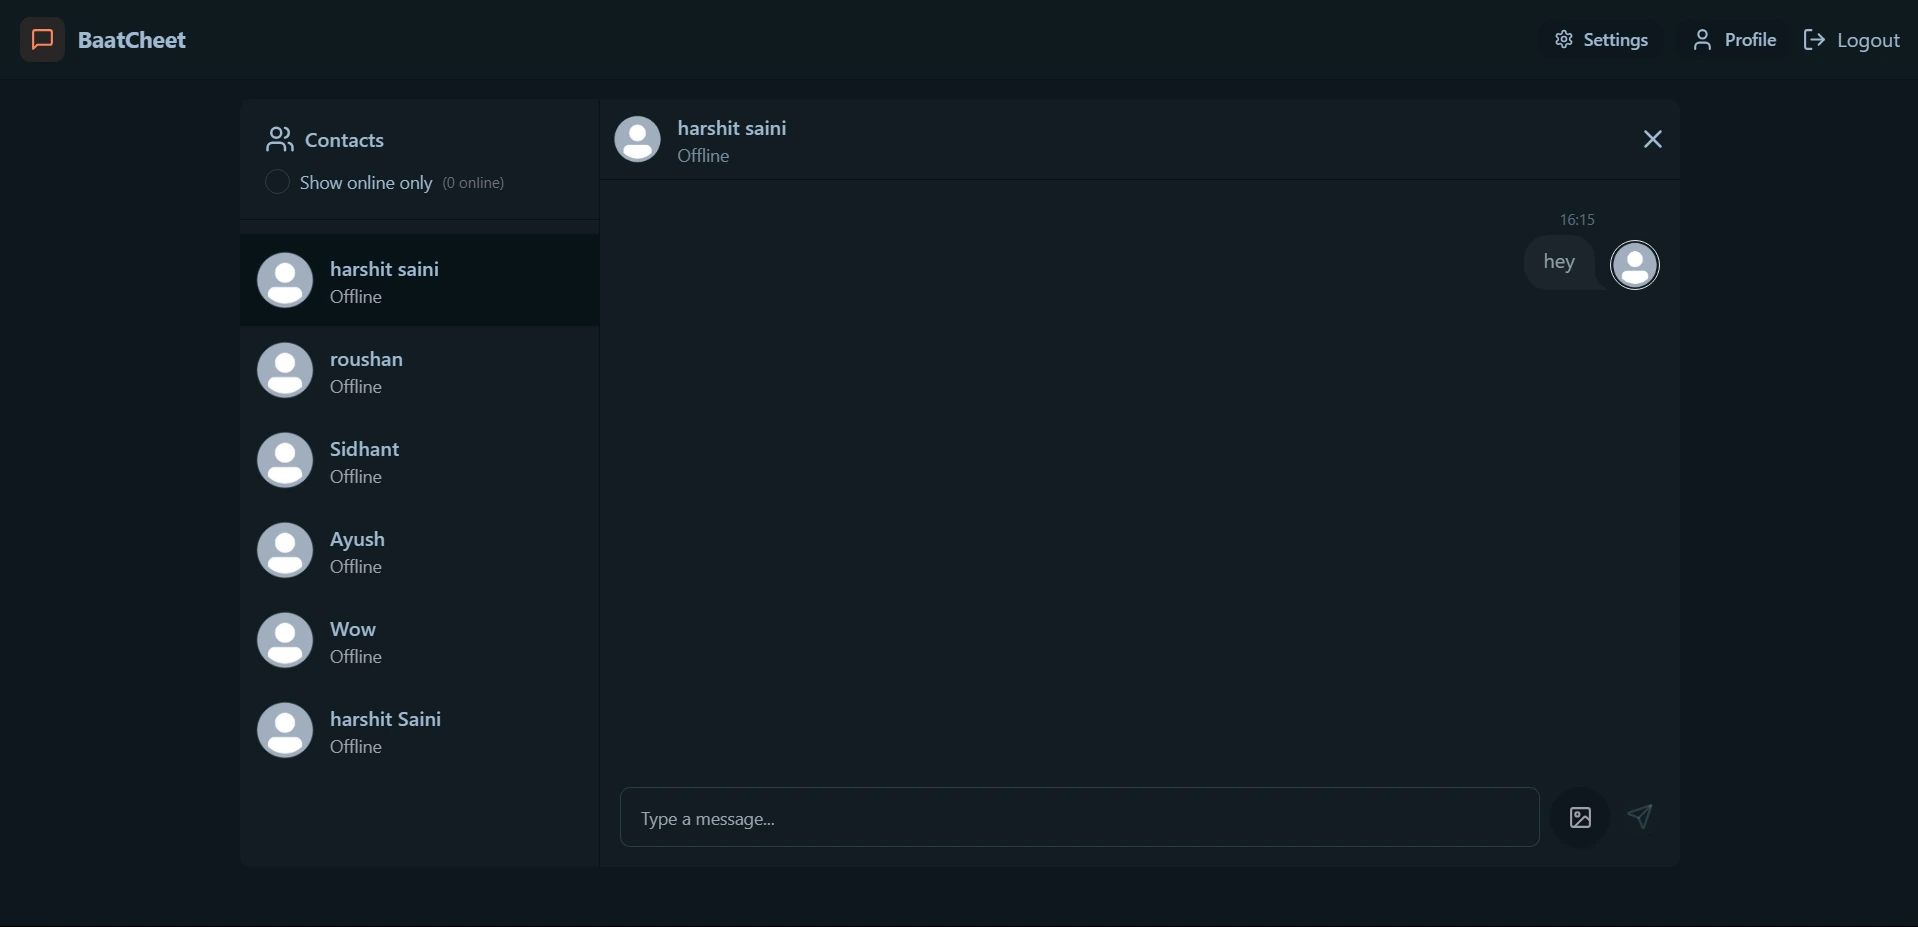 BaatCheet
Settings
Profile
Logout
Contacts
Show online only (0 online)
harshit saini
Offline
roushan
Offline
Sidhant
Offline
Ayush
Offline
Wow
Offline
harshit Saini
Offline
harshit saini
Offline
16:15
hey
Type a message...